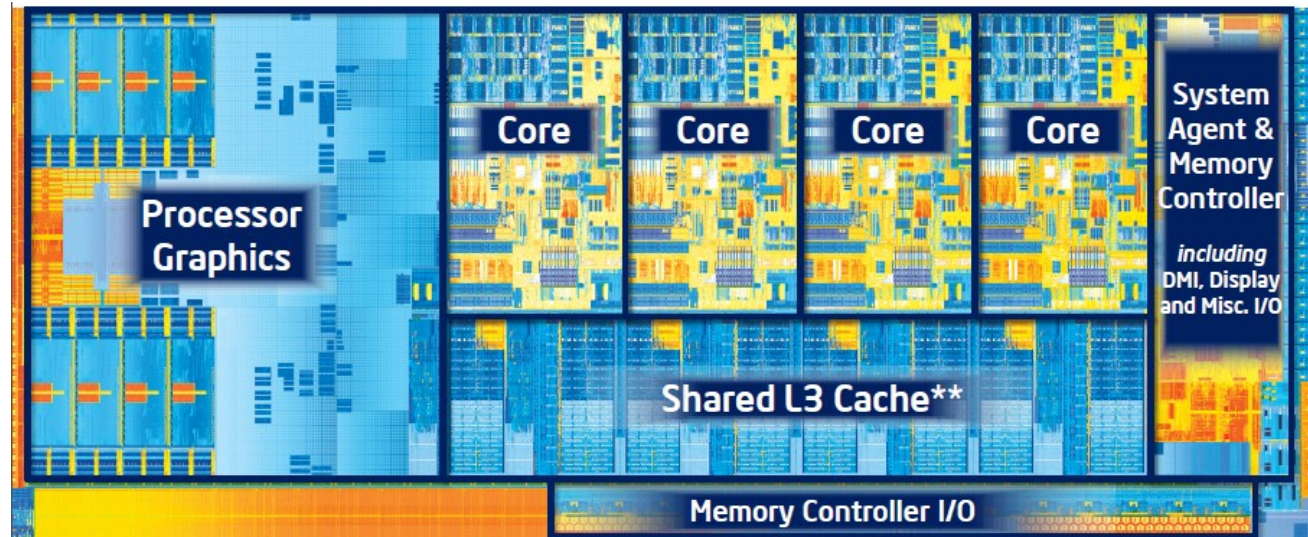 Processor
Graphics
Core
Core
Core
Core
System
Agent &
Memory
Controller
including
DMI, Display
and Misc. I/O
Shared L3 Cache**
Memory Controller I/O